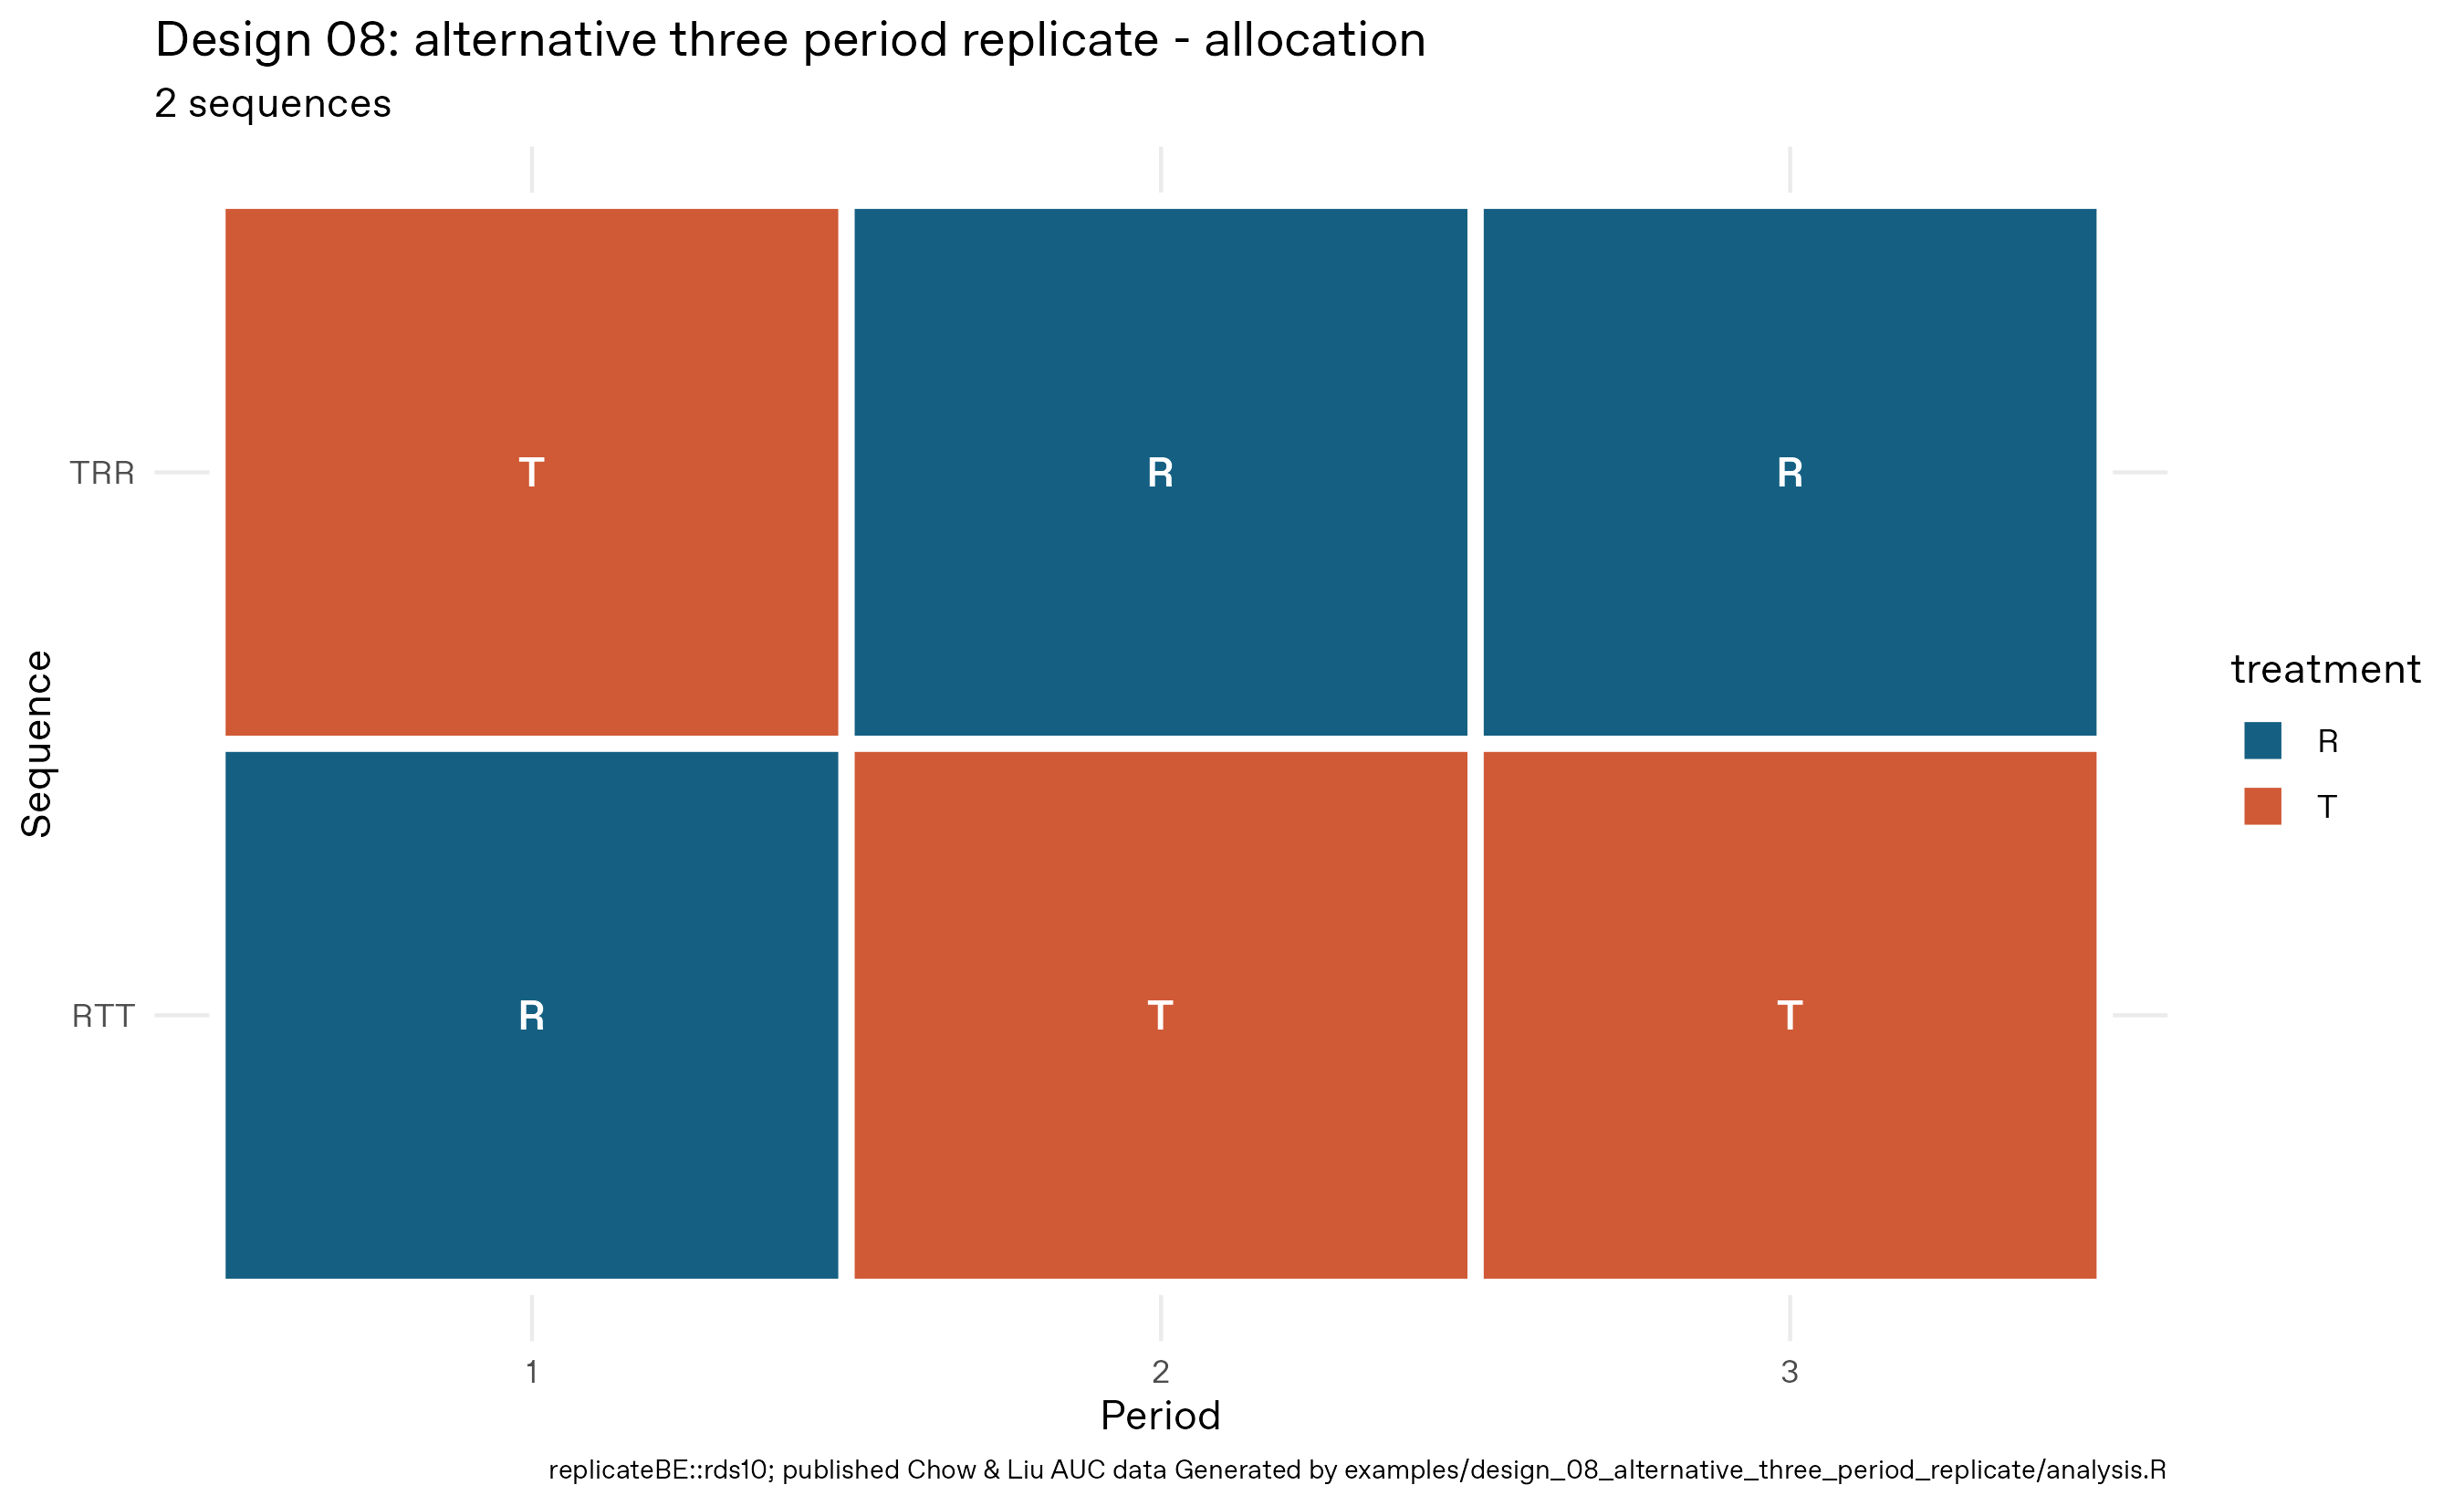 Design 08: alternative three period replicate - allocation
2 sequences
Sequence
TRR
T
R
R
RTT
R
T
T
1
2
3
Period
treatment
R
T
replicateBE::rds10; published Chow & Liu AUC data Generated by examples/design_08_alternative_three_period_replicate/analysis.R